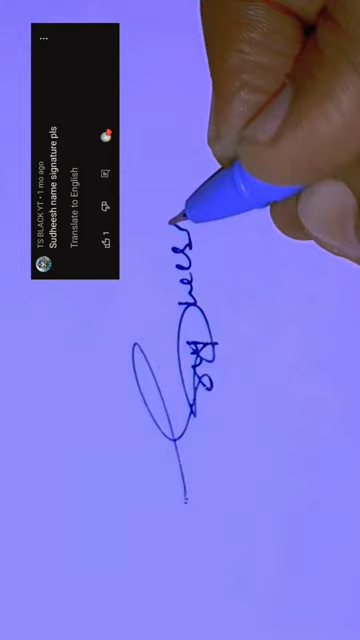 TS BLACK YT • 1 mo ago
Sudheesh name signature pls
Translate to English
1